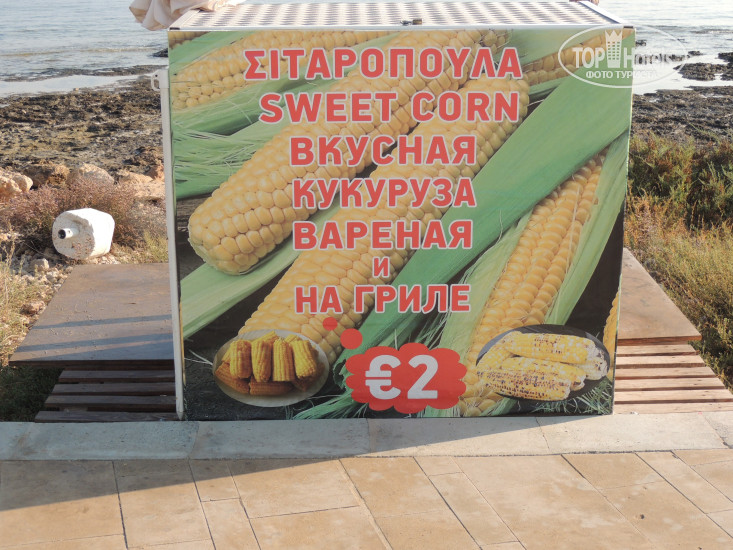 ΣΙΤΑΡΟΠΟΥΛΑ
SWEET CORN
ВКУСНАЯ
КУКУРУЗА
ВАРЕНАЯ
и
НА ГРИЛЕ
€2
TOPHotels
ФОТО ТУРИСТА